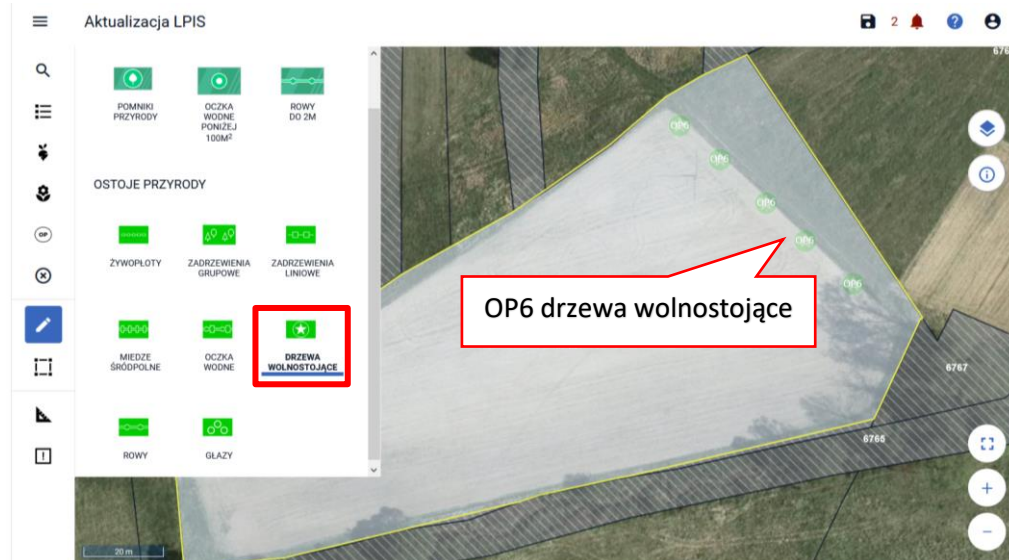 Aktualizacja LPIS
2
POMNIKI
PRZYRODY
OCZKA
WODNE
PONIŻEJ
100M²
ROWY
DO 2M
OSTOJE PRZYRODY
ŻYWOPŁOTY
ZADRZEWIENIA
GRUPOWE
ZADRZEWIENIA
LINIOWE
MIEDZE
ŚRÓDPOLNE
OCZKA
WODNE
DRZEWA
WOLNOSTOJĄCE
ROWY
GŁAZY
OP
OP6
OP6
OP6
OP6
OP6
OP6 drzewa wolnostojące
6767
6765
20 m